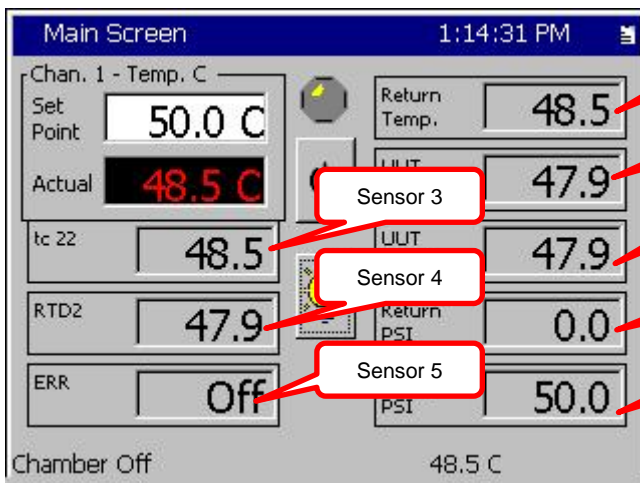 Main Screen 1:14:31 PM
Chan. 1 - Temp. C
Set Point 50.0 C
Actual 48.5 C
tc 22 48.5
RTD2 47.9
ERR Off
Sensor 3
Sensor 4
Sensor 5
Return Temp. 48.5
UUT 47.9
UUT 47.9
Return PSI 0.0
PSI 50.0
Chamber Off 48.5 C